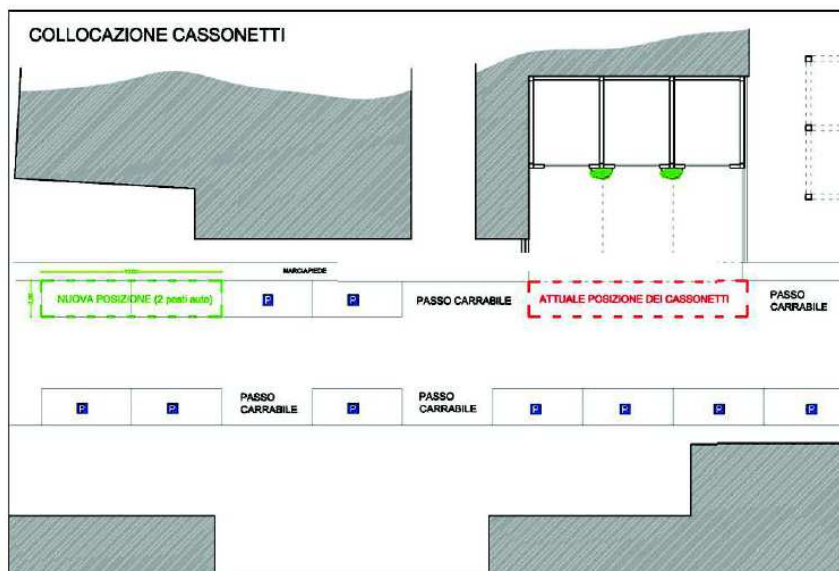 COLLOCAZIONE CASSONETTI
MARCIAPIEDE
NUOVA POSIZIONE (2 posti auto)
P
P
PASSO CARRABILE
ATTUALE POSIZIONE DEI CASSONETTI
PASSO
CARRABILE
P
P
PASSO
CARRABILE
P
PASSO
CARRABILE
P
P
P
P